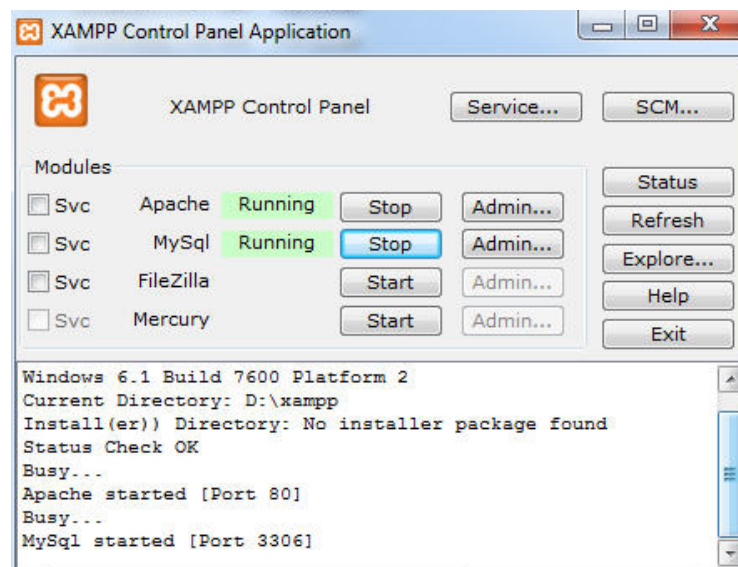 XAMPP Control Panel Application
XAMPP Control Panel Service... SCM...
Modules
Svc Apache Running Stop Admin...
Svc MySql Running Stop Admin...
Svc FileZilla Start Admin...
Svc Mercury Start Admin...
Status
Refresh
Explore...
Help
Exit
Windows 6.1 Build 7600 Platform 2
Current Directory: D:\xampp
Install(er)) Directory: No installer package found
Status Check OK
Busy...
Apache started [Port 80]
Busy...
MySql started [Port 3306]